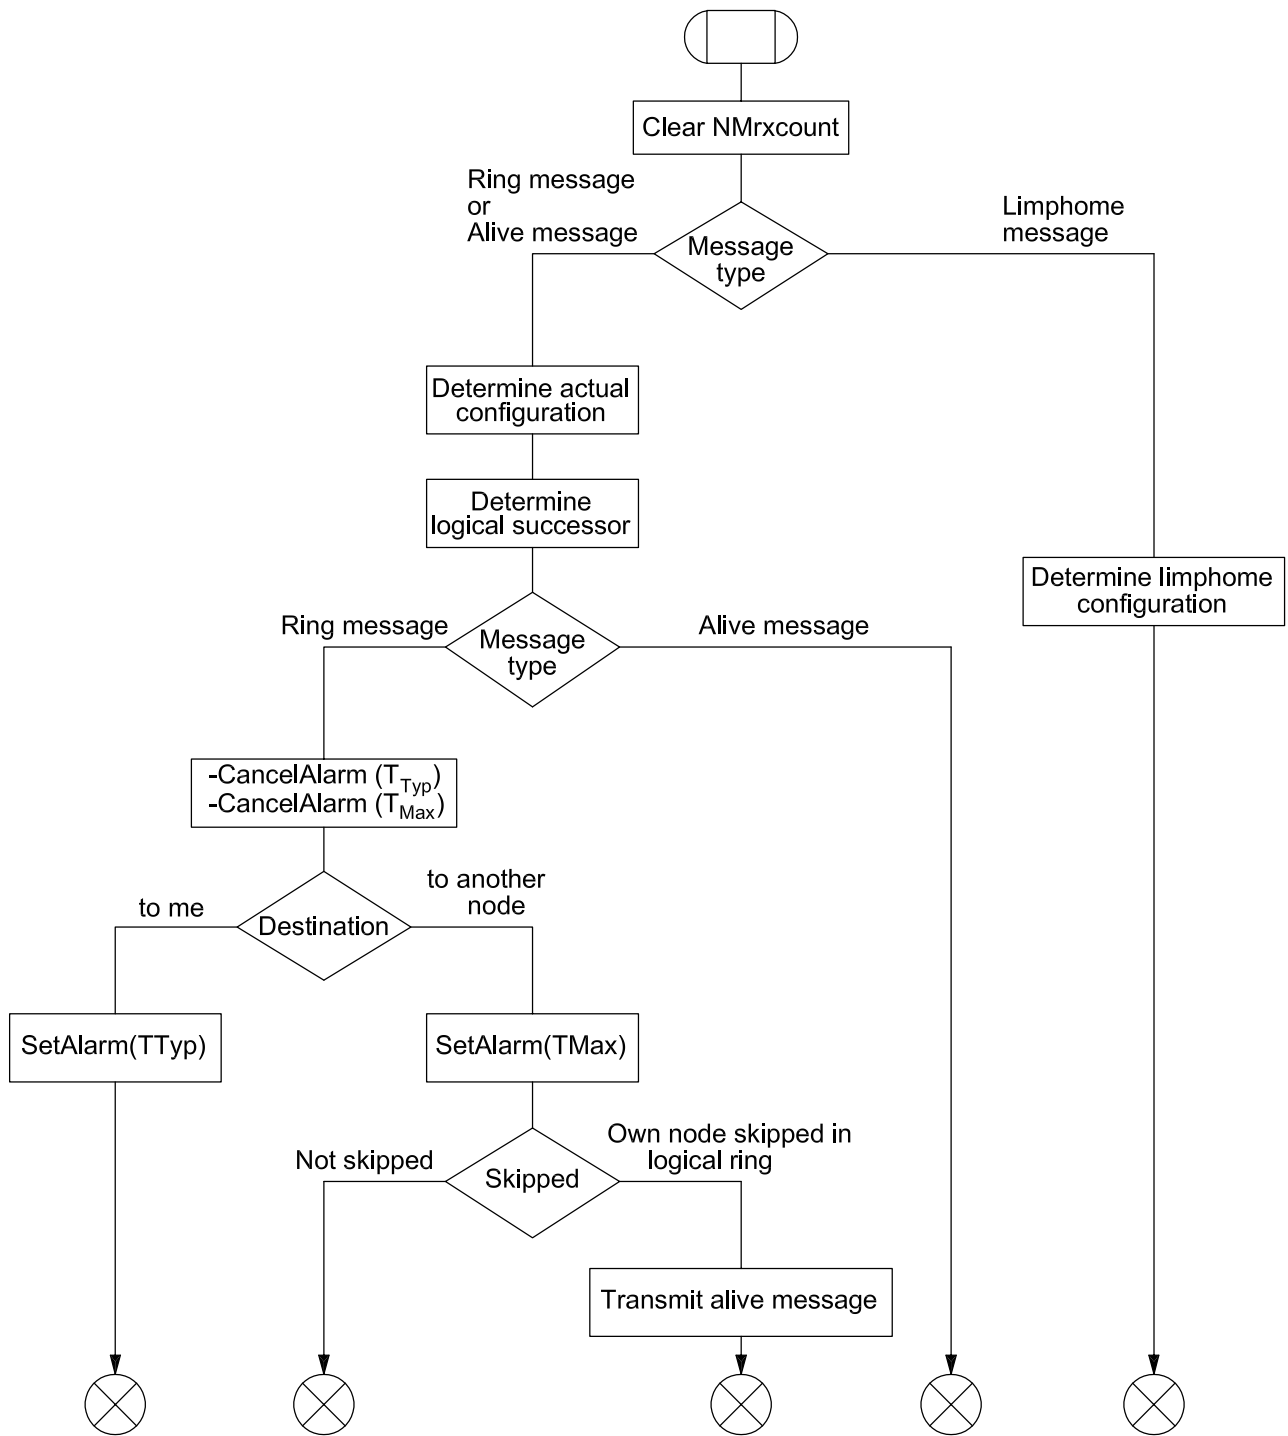 Clear NMrxcount
Ring message
or
Alive message
Limphome
message
Message
type
Determine actual
configuration
Determine
logical successor
Determine limphome
configuration
Ring message
Alive message
Message
type
-CancelAlarm (TTyp)
-CancelAlarm (TMax)
to me
to another
node
Destination
SetAlarm(TTyp)
SetAlarm(TMax)
Not skipped
Own node skipped in
logical ring
Skipped
Transmit alive message